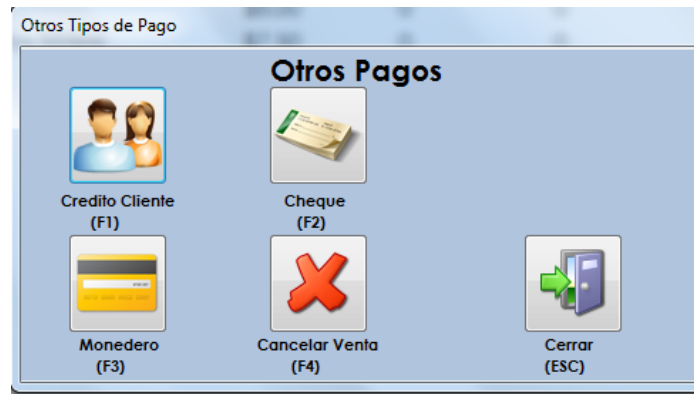 Otros Tipos de Pago
Otros Pagos
Credito Cliente
(F1)
Cheque
(F2)
Monedero
(F3)
Cancelar Venta
(F4)
Cerrar
(ESC)